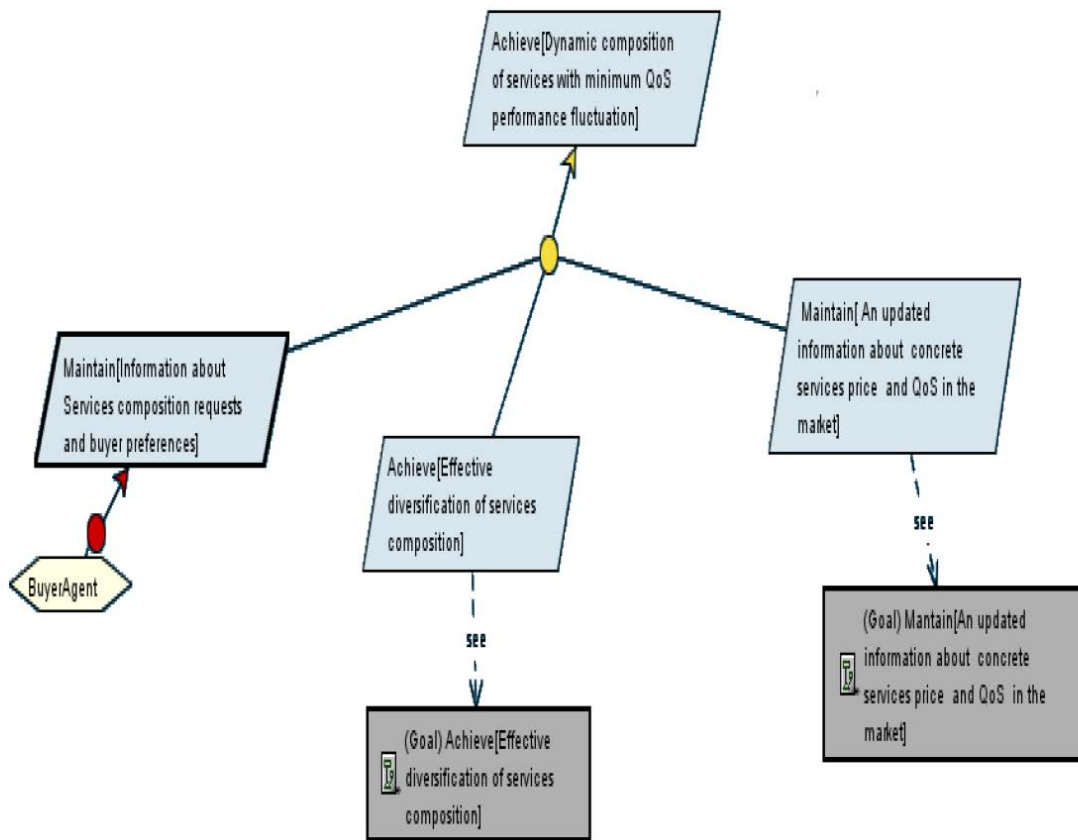 Achieve[Dynamic composition
of services with minimum QoS
performance fluctuation]
Maintain[Information about
Services composition requests
and buyer preferences]
Maintain[ An updated
information about concrete
services price and QoS in the
market]
Achieve[Effective
diversification of services
composition]
BuyerAgent
see
see
(Goal) Achieve[Effective
diversification of services
composition]
(Goal) Mantain[An updated
information about concrete
services price and QoS in the
market]